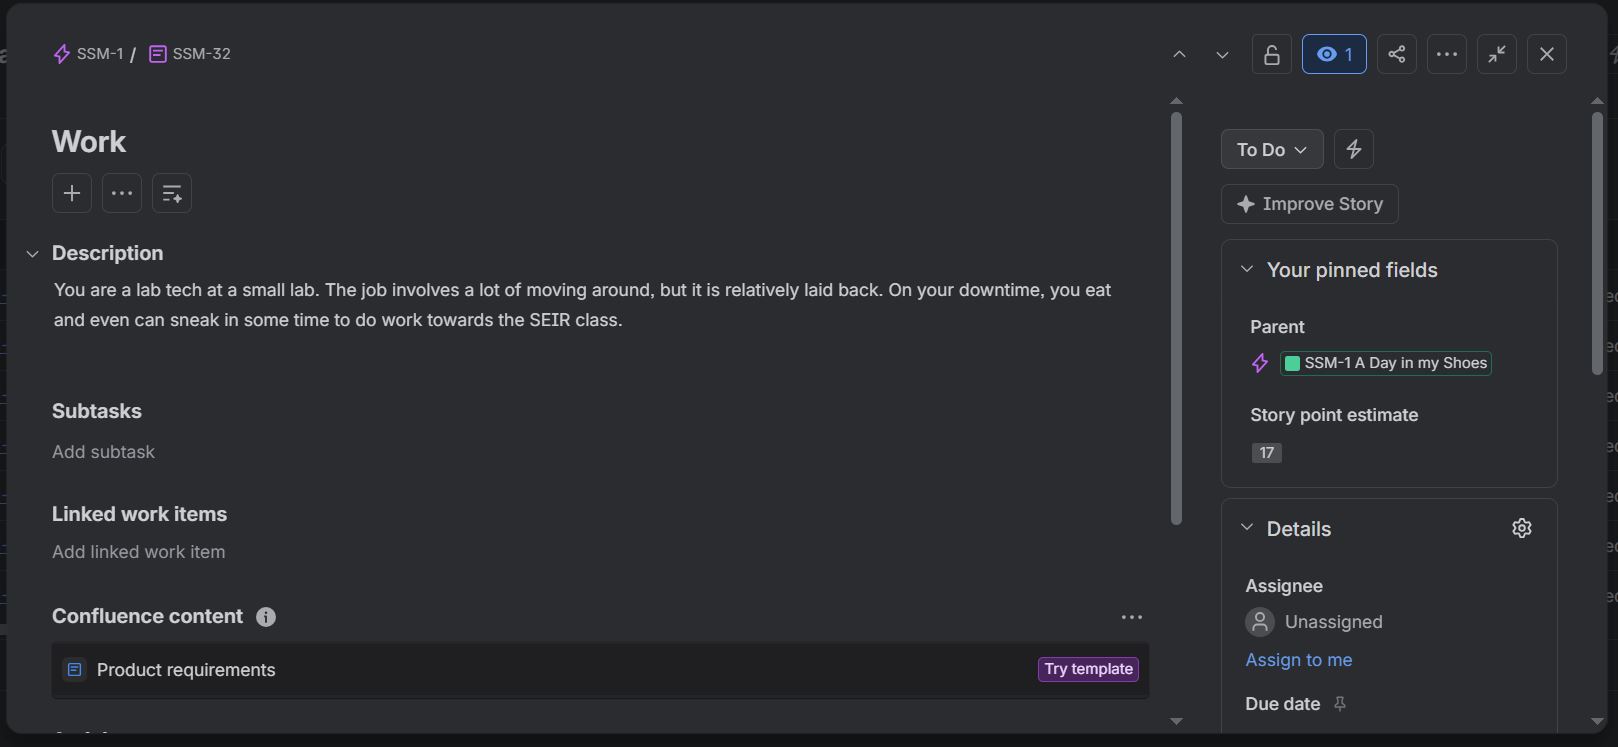 SSM-1 / SSM-32
1
Work
Description
You are a lab tech at a small lab. The job involves a lot of moving around, but it is relatively laid back. On your downtime, you eat
and even can sneak in some time to do work towards the SEIR class.
Subtasks
Add subtask
Linked work items
Add linked work item
Confluence content
Product requirements
Try template
To Do
Improve Story
Your pinned fields
Parent
SSM-1 A Day in my Shoes
Story point estimate
17
Details
Assignee
Unassigned
Assign to me
Due date